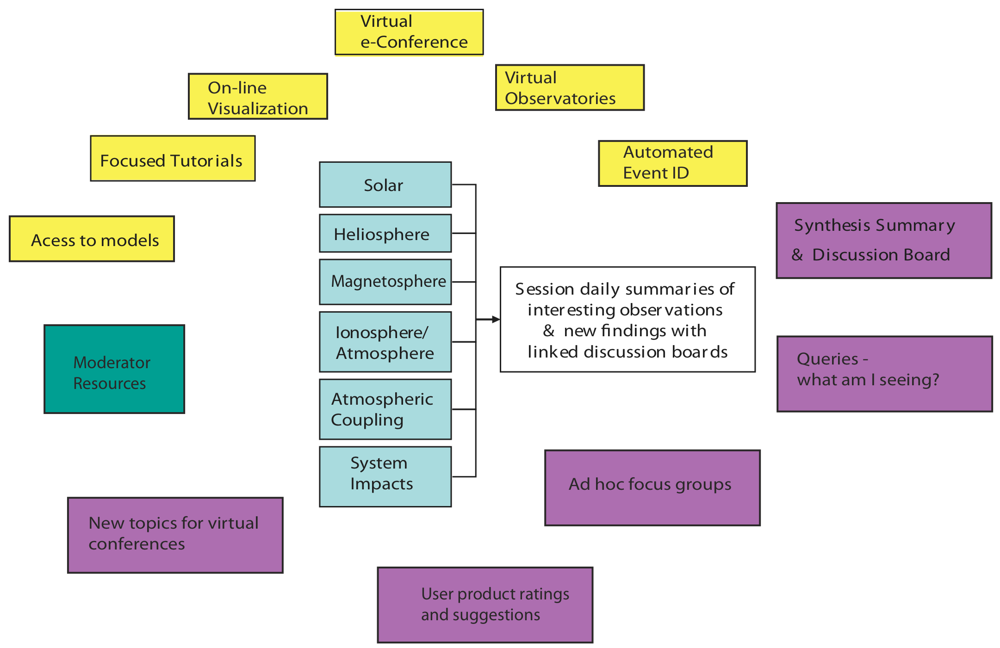 Virtual
e-Conference
Virtual
Observatories
On-line
Visualization
Focused Tutorials
Automated
Event ID
Solar
Heliosphere
Magnetosphere
Ionosphere/
Atmosphere
Atmospheric
Coupling
System
Impacts
Acess to models
Synthesis Summary
& Discussion Board
Session daily summaries of
interesting observations
& new findings with
linked discussion boards
Moderator
Resources
Queries -
what am I seeing?
Ad hoc focus groups
New topics for virtual
conferences
User product ratings
and suggestions